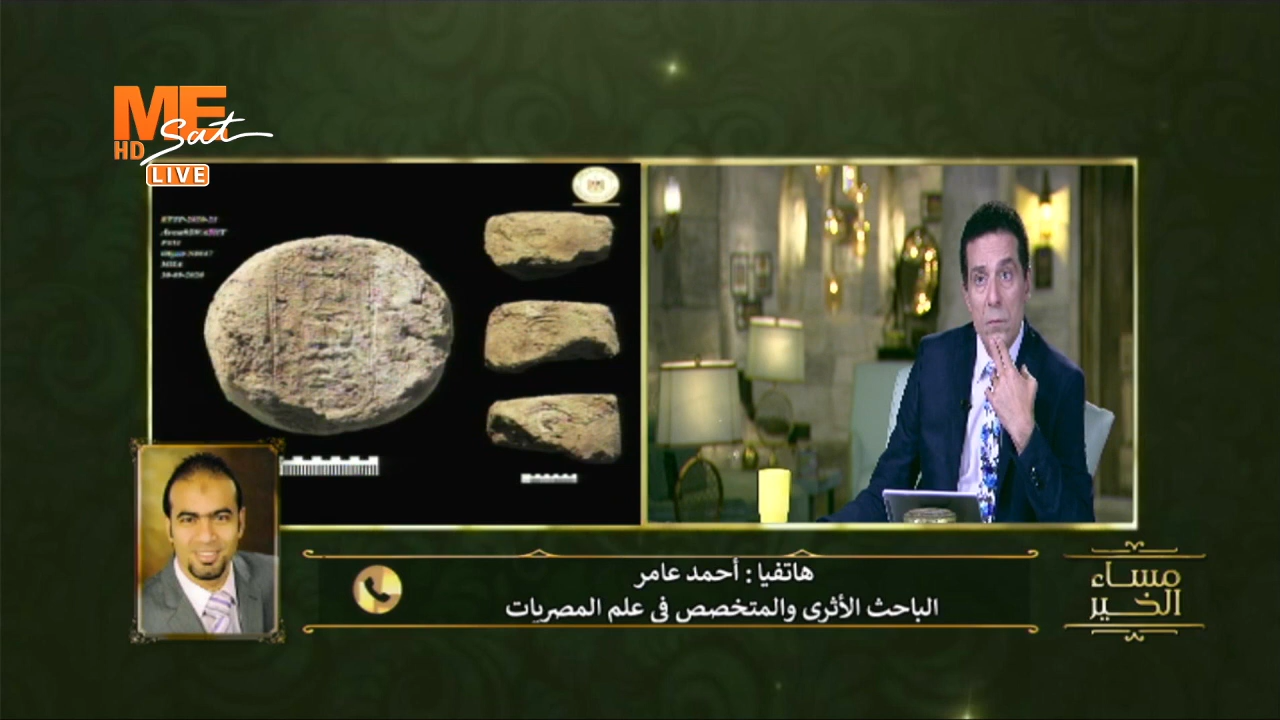 ME
Sat
HD
LIVE
هاتفيا : أحمد عامر
الباحث الأثرى والمتخصص فى علم المصريات
مساء
الخير